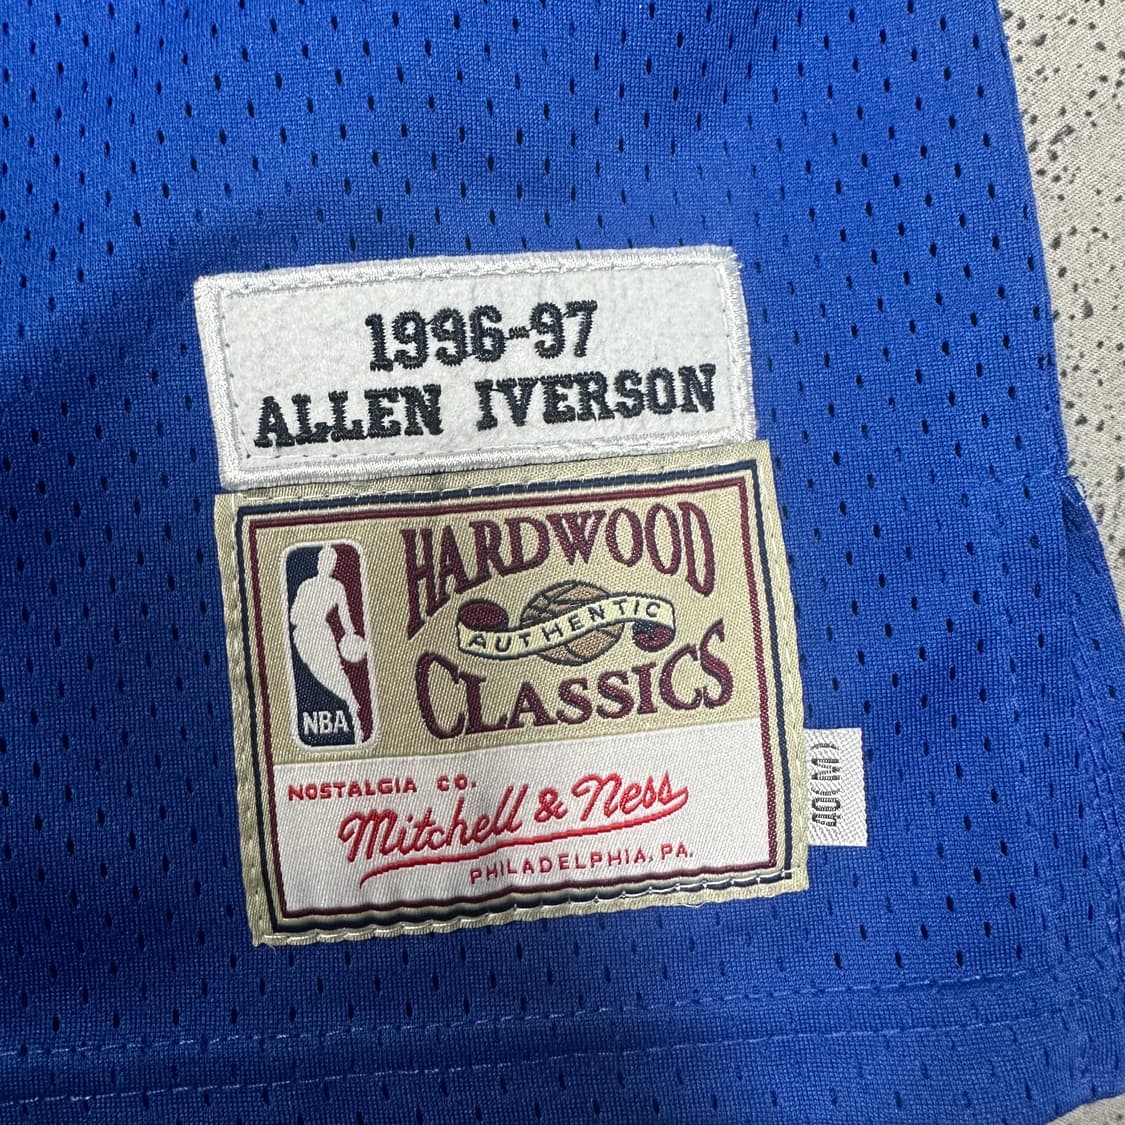 1996-97
ALLEN IVERSON
HARDWOOD
AUTHENTIC
CLASSICS
NBA
NOSTALGIA CO.
Mitchell & Ness
PHILADELPHIA, PA.